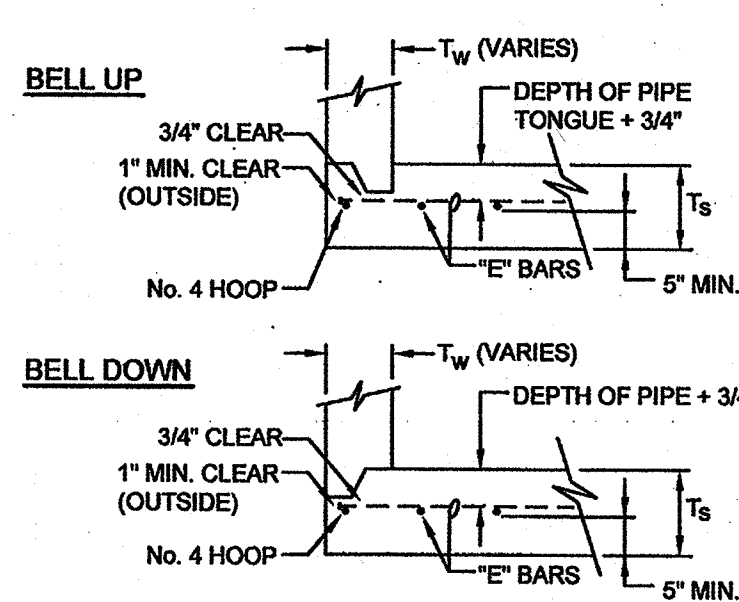 BELL UP
T_W (VARIES)
DEPTH OF PIPE
TONGUE + 3/4"
3/4" CLEAR
1" MIN. CLEAR
(OUTSIDE)
T_S
No. 4 HOOP
"E" BARS
5" MIN.
BELL DOWN
T_W (VARIES)
DEPTH OF PIPE + 3/4
3/4" CLEAR
1" MIN. CLEAR
(OUTSIDE)
T_S
No. 4 HOOP
"E" BARS
5" MIN.